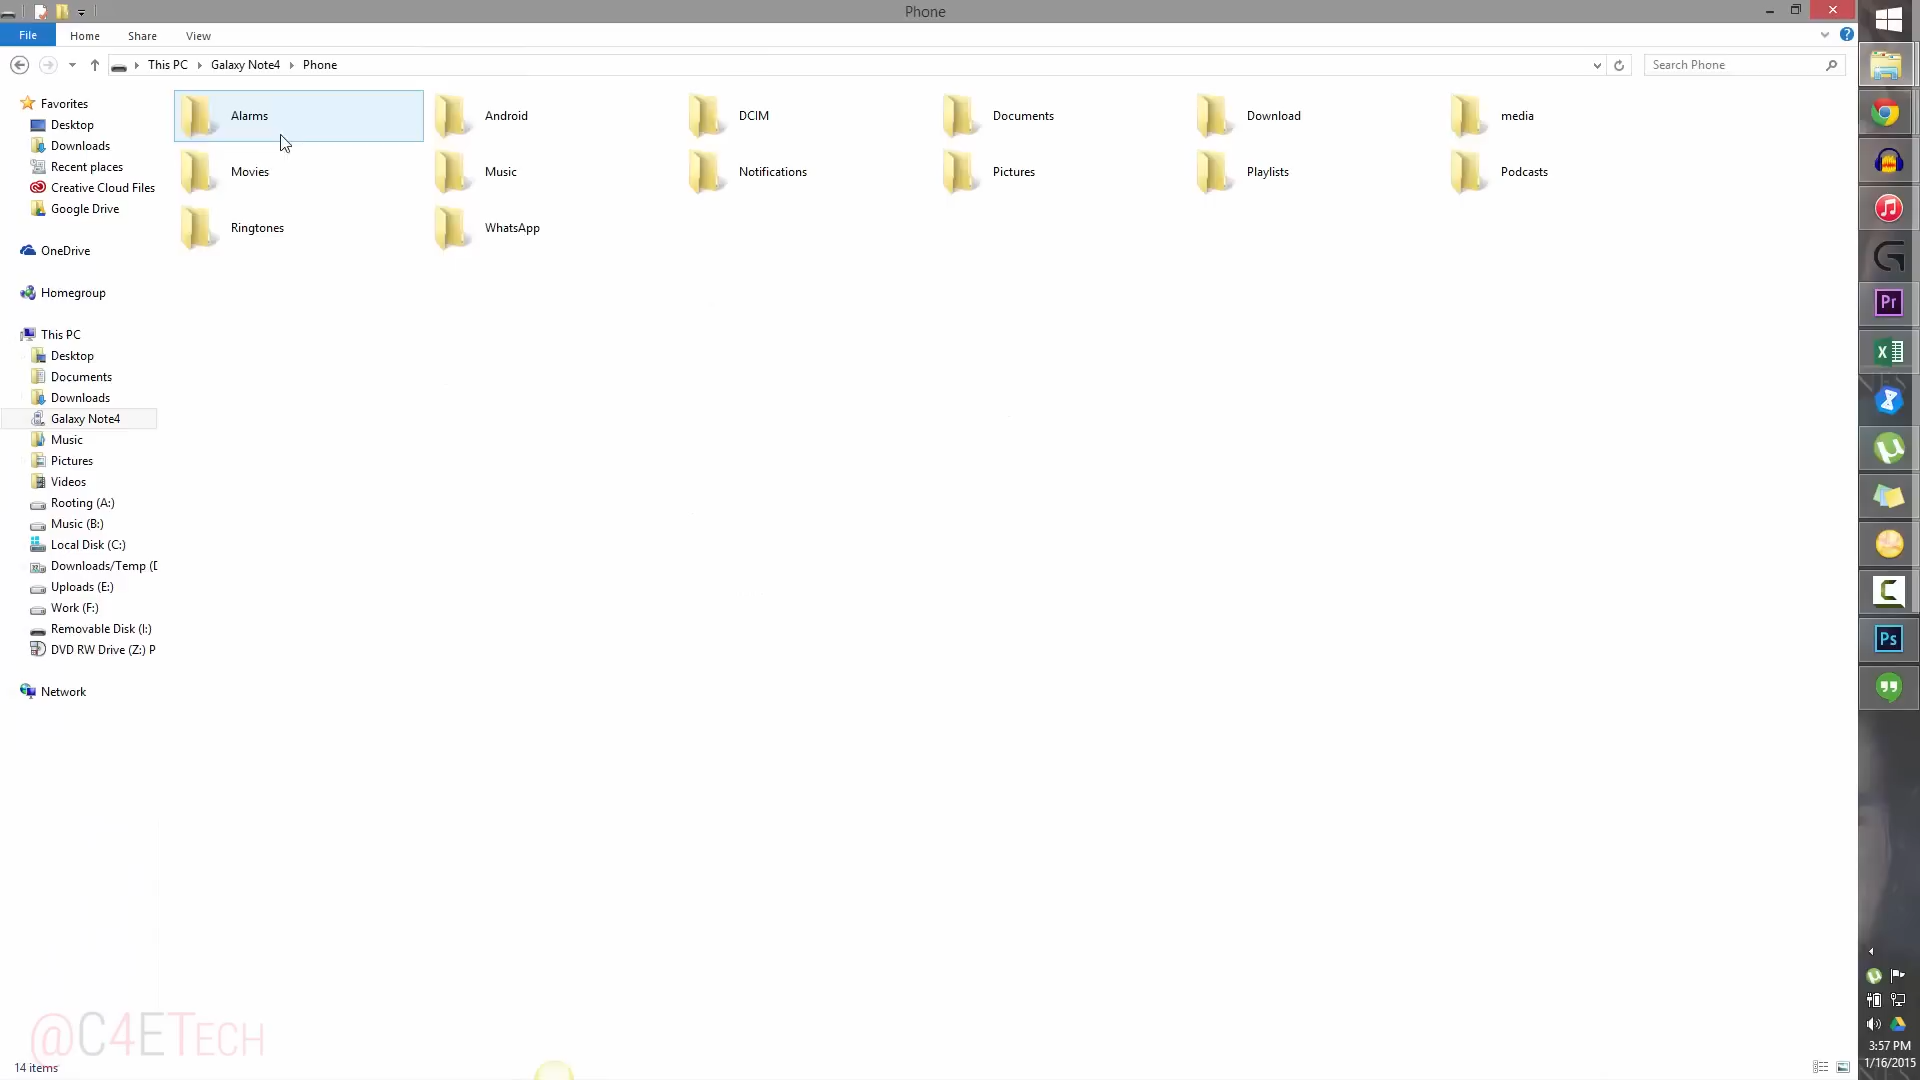 Phone
File Home Share View
This PC Galaxy Note4 Phone
Search Phone
Favorites
Desktop
Downloads
Recent places
Creative Cloud Files
Google Drive
OneDrive
Homegroup
This PC
Desktop
Documents
Downloads
Galaxy Note4
Music
Pictures
Videos
Rooting (A:)
Music (B:)
Local Disk (C:)
Downloads/Temp (D
Uploads (E:)
Work (F:)
Removable Disk (I:)
DVD RW Drive (Z:) P
Network
Alarms Android DCIM Documents Download media
Movies Music Notifications Pictures Playlists Podcasts
Ringtones WhatsApp
Pr
Ps
@C4ETech
14 items
3:57 PM
1/16/2015